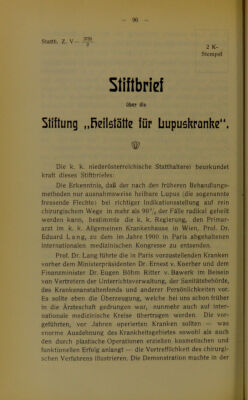 — 96 —
Statth. Z. V—
2 K-
Stempel
Stiftbrief
über die
Stiftung „Heilstätte für Lupuskranke“.
Die k. k. niederösterreichische Statthalterei beurkundet
kraft dieses Stiftbriefes:
Die Erkenntnis, daß der nach den früheren Behandlungs-
methoden nur ausnahmsweise heilbare Lupus (die sogenannte
fressende Flechte) bei richtiger Indikationsstellung auf rein
chirurgischem Wege in mehr als 90% der Fälle radikal geheilt
werden kann, bestimmte die k. k. Regierung, den Primar-
arzt im k. k. Allgemeinen Krankenhause in Wien, Prof. Dr.
Eduard Lang, zu dem im Jahre 1900 in Paris abgehaltenen
internationalen medizinischen Kongresse zu entsenden.
Prof. Dr. Lang führte die in Paris vorzustellenden Kranken
vorher dem Ministerpräsidenten Dr. Ernest v. Koerber und dem
Finanzminister Dr. Eugen Böhm Ritter v. Bawerk im Beisein
von Vertretern der Unterrichtsverwaltung, der Sanitätsbehörde,
des Krankenanstaltenfonds und anderer Persönlichkeiten vor.
Es sollte eben die Überzeugung, welche bei uns schon früher
in die Ärzteschaft gedrungen war, nunmehr auch auf inter-
nationale medizinische Kreise übertragen werden. Die vor-
geführten, vor Jahren operierten Kranken — was
enorme Ausdehnung des Krankheitsgebietes sowohl als auch
den durch plastische Operationen erzielten kosmetischen und
funktionellen Erfolg anlangt — die Vortrefflichkeit des chirurgi-
schen Verfahrens illustrieren. Die Demonstration machte in der